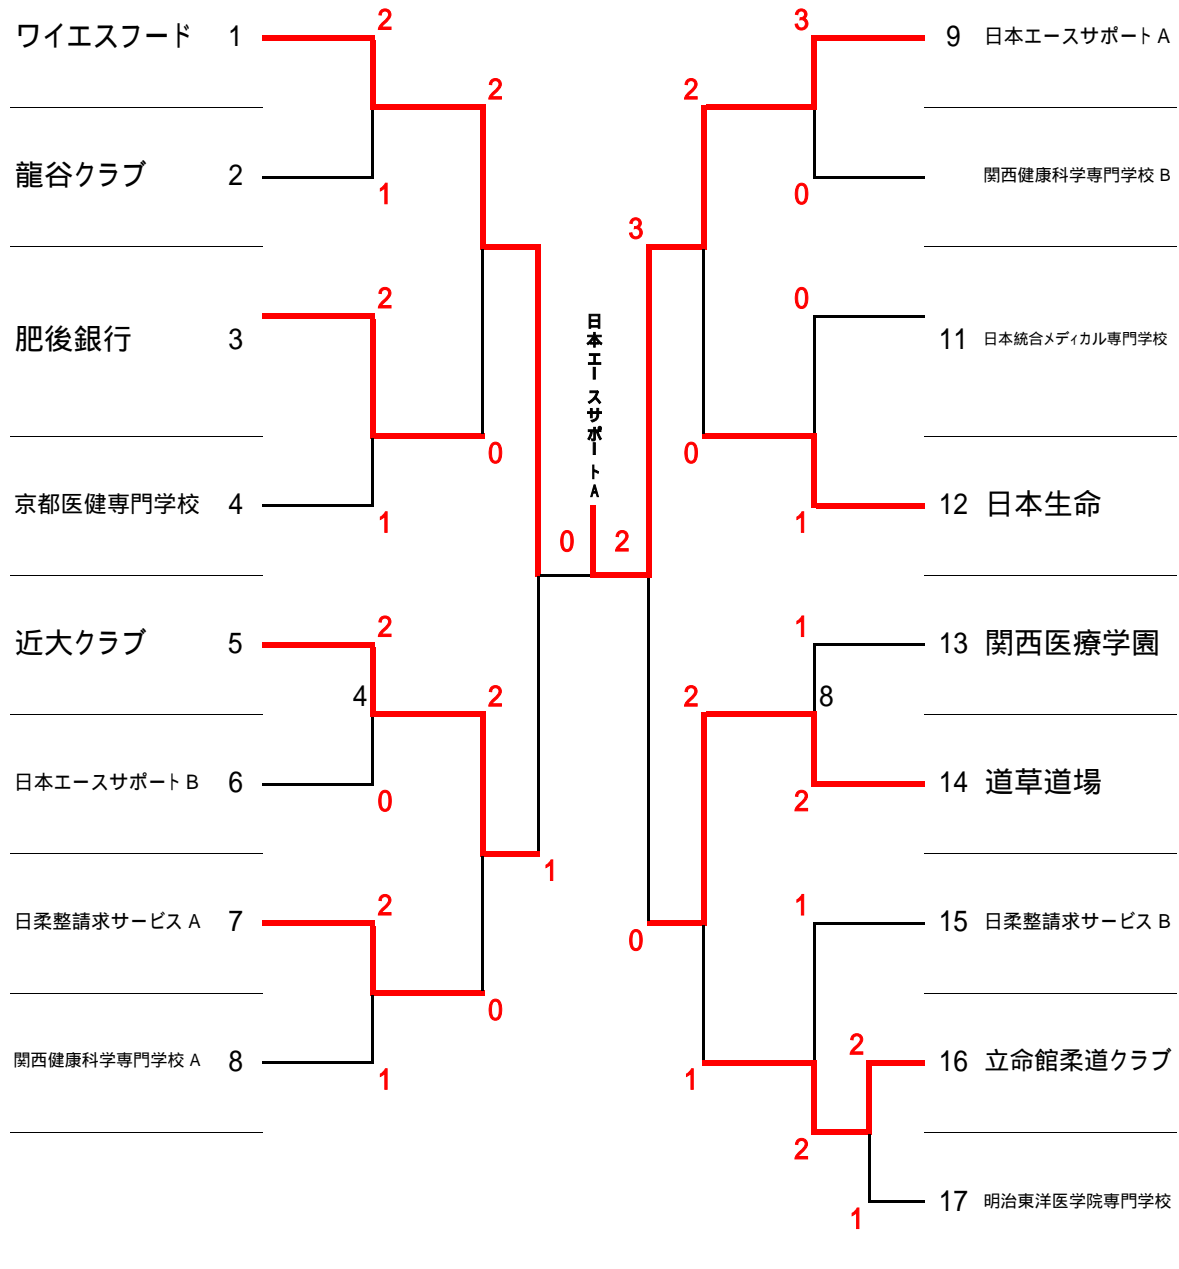 ワイエスフード 1
2
2
龍谷クラブ 2
1
肥後銀行 3
2
0
京都医健専門学校 4
1
近大クラブ 5
2
4
2
日本エースサポート B 6
0
1
日柔整請求サービス A 7
2
0
関西健康科学専門学校 A 8
1
日本エースサポートA
0 2
3
9 日本エースサポート A
2
関西健康科学専門学校 B
0
3
0
11 日本統合メディカル専門学校
0
12 日本生命
1
1
13 関西医療学園
2
8
14 道草道場
2
1
15 日柔整請求サービス B
0
2
16 立命館柔道クラブ
1
2
17 明治東洋医学院専門学校
1